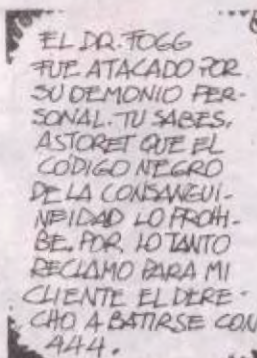 EL DR. FOGG
FUE ATACADO POR
SU DEMONIO PER-
SONAL. TU SABES,
ASTORET QUE EL
CODIGO NEGRO
DE LA CONSANGUI-
NEIDAD LO PROHI-
BE. POR LO TANTO
RECLAMO PARA MI
CLIENTE EL DERE-
CHO A BATIRSE CON
444.